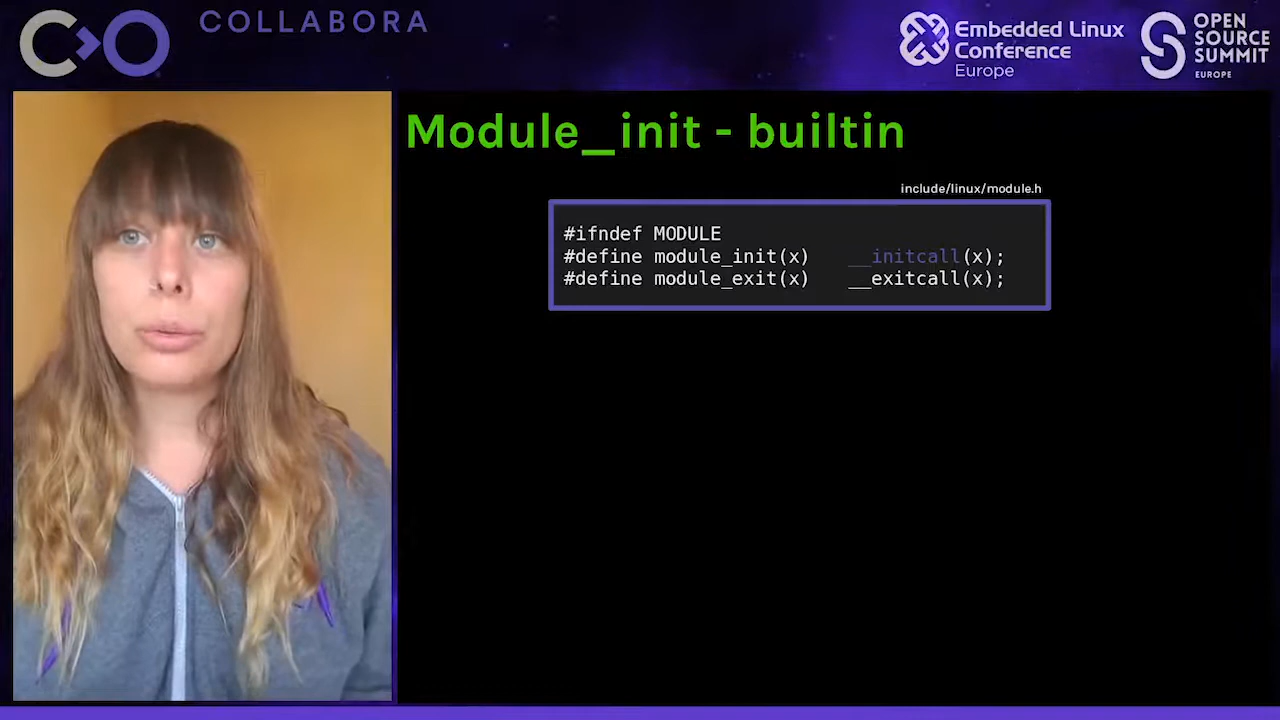 COLLABORA
Embedded Linux
Conference
Europe
OPEN
SOURCE
SUMMIT
EUROPE
Module_init - builtin
include/linux/module.h
#ifndef MODULE
#define module_init(x) __initcall(x);
#define module_exit(x) __exitcall(x);